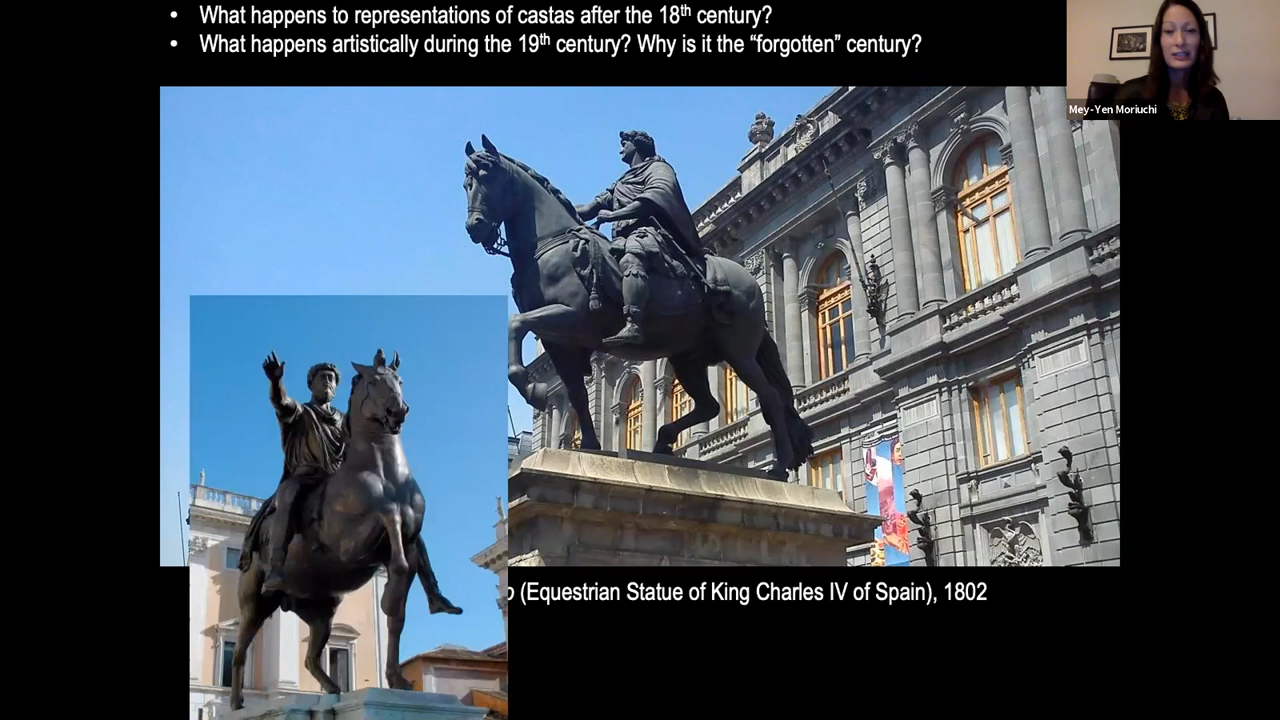 • What happens to representations of castas after the 18th century?
• What happens artistically during the 19th century? Why is it the “forgotten” century?
Mey-Yen Moriuchi
(Equestrian Statue of King Charles IV of Spain), 1802